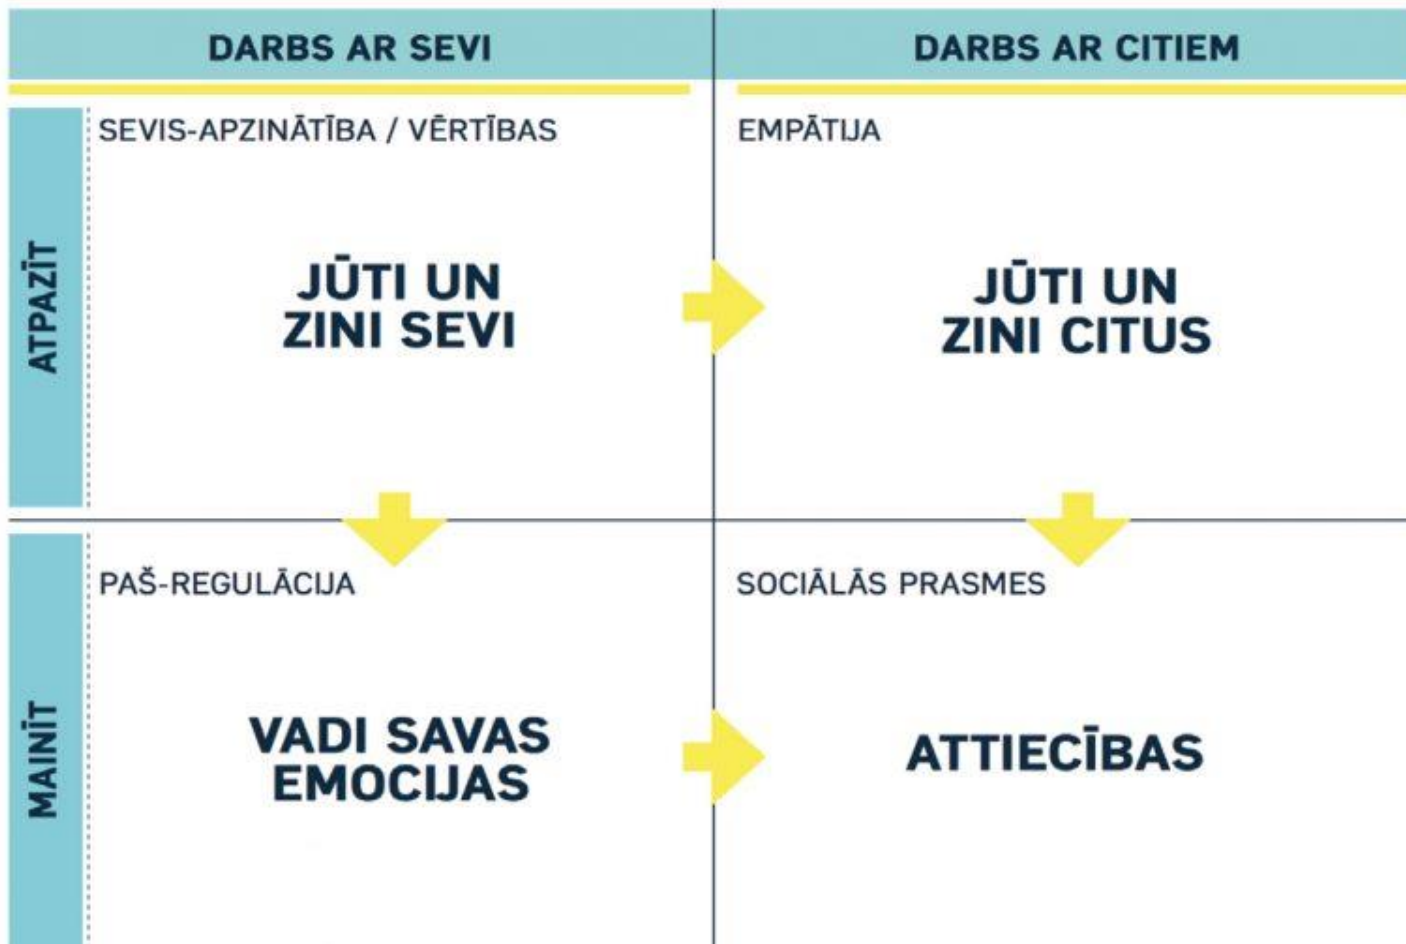 DARBS AR SEVI
DARBS AR CITIEM
ATPAZĪT
SEVIS-APZINĀTĪBA / VĒRTĪBAS
JŪTI UN
ZINI SEVI
EMPĀTIJA
JŪTI UN
ZINI CITUS
MAINĪT
PAŠ-REGULĀCIJA
VADI SAVAS
EMOCIJAS
SOCIĀLĀS PRASMES
ATTIECĪBAS